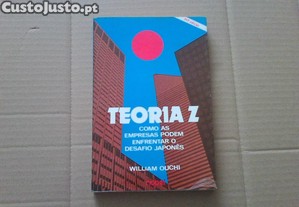 CustoJusto.pt
TEORIA Z
COMO AS
EMPRESAS PODEM
ENFRENTAR O
DESAFIO JAPONÊS
WILLIAM OUCHI